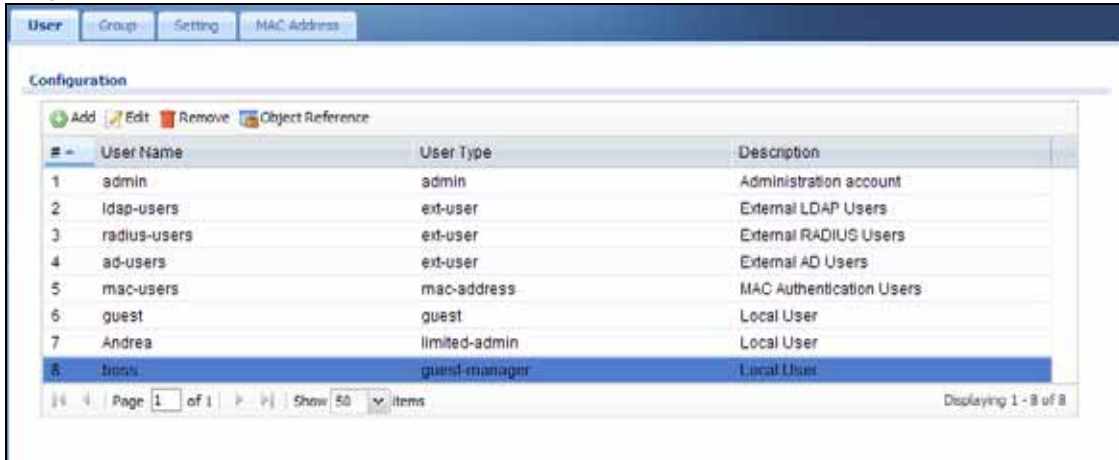 User Group Setting MAC Address
Configuration
Add Edit Remove Object Reference
# User Name User Type Description
1 admin admin Administration account
2 ldap-users ext-user External LDAP Users
3 radius-users ext-user External RADIUS Users
4 ad-users ext-user External AD Users
5 mac-users mac-address MAC Authentication Users
6 guest guest Local User
7 Andrea limited-admin Local User
8 boss guest-manager Local User
Page 1 of 1 Show 50 items Displaying 1 - 8 of 8